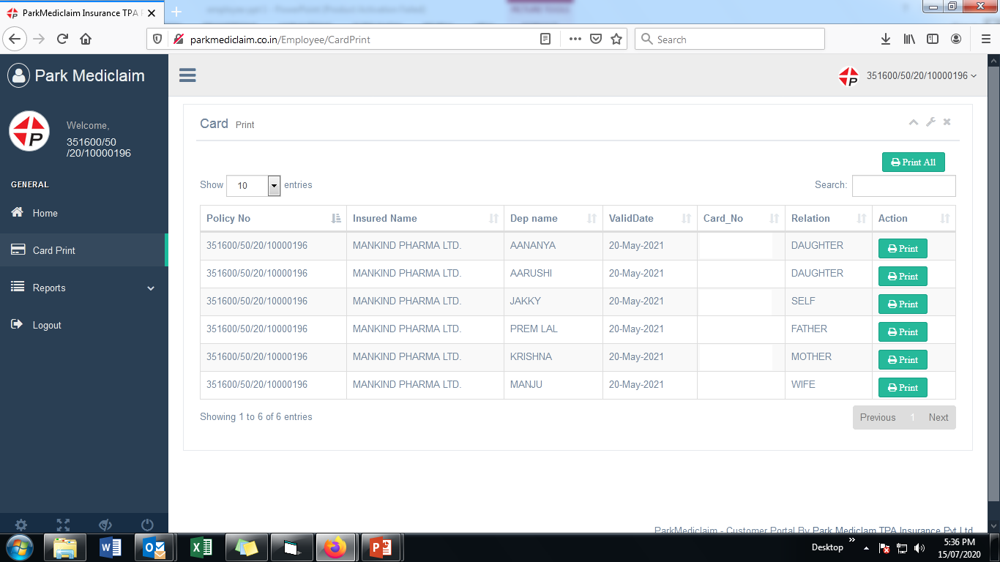 ParkMediclaim Insurance TPA
parkmediclaim.co.in/Employee/CardPrint
Search
Park Mediclaim
351600/50/20/10000196
Welcome,
351600/50
/20/10000196
GENERAL
Home
Card Print
Reports
Logout
Card Print
Print All
Show 10 entries
Search:
Policy No Insured Name Dep name ValidDate Card_No Relation Action
351600/50/20/10000196 MANKIND PHARMA LTD. AANANYA 20-May-2021 DAUGHTER Print
351600/50/20/10000196 MANKIND PHARMA LTD. AARUSHI 20-May-2021 DAUGHTER Print
351600/50/20/10000196 MANKIND PHARMA LTD. JAKKY 20-May-2021 SELF Print
351600/50/20/10000196 MANKIND PHARMA LTD. PREM LAL 20-May-2021 FATHER Print
351600/50/20/10000196 MANKIND PHARMA LTD. KRISHNA 20-May-2021 MOTHER Print
351600/50/20/10000196 MANKIND PHARMA LTD. MANJU 20-May-2021 WIFE Print
Showing 1 to 6 of 6 entries
Previous 1 Next
ParkMediclaim - Customer Portal By Park Mediclam TPA Insurance Pvt Ltd
Desktop
5:36 PM
15/07/2020